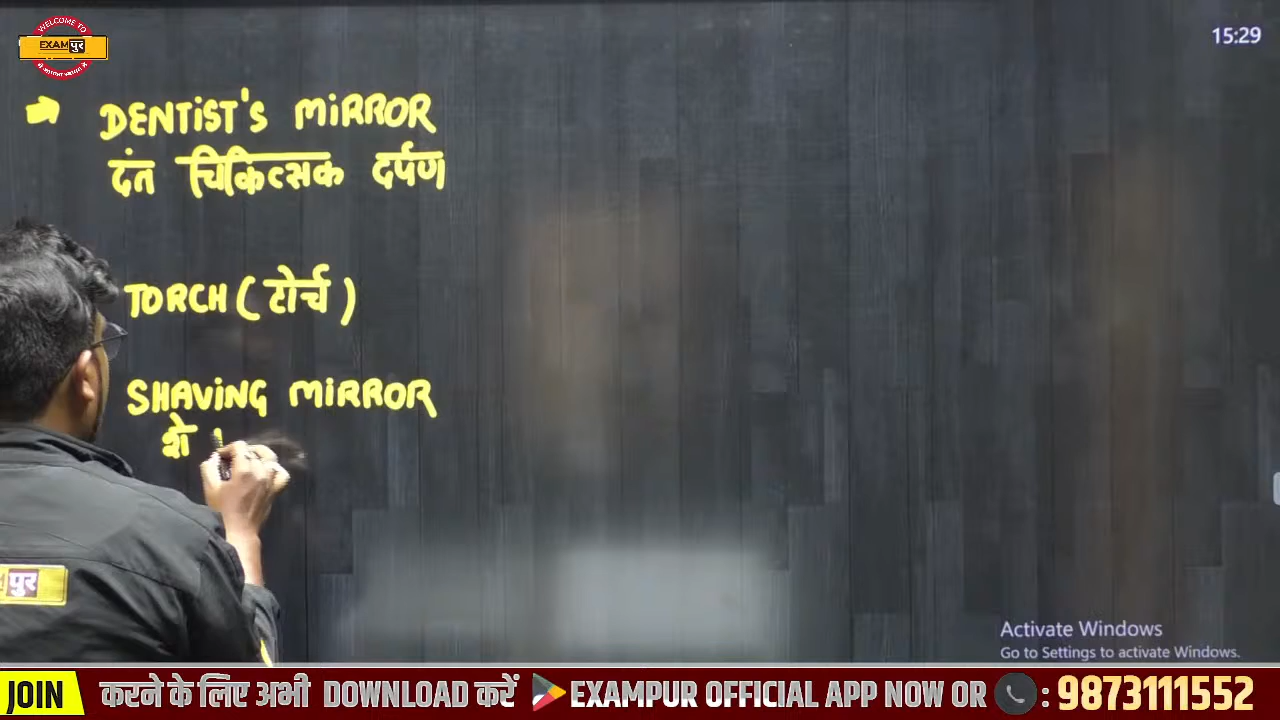 WELCOME TO
EXAMपुर
15:29
DENTIST'S MIRROR
दंत चिकित्सक दर्पण
TORCH (टोर्च)
SHAVING MIRROR
शे
पुर
Activate Windows
Go to Settings to activate Windows.
JOIN करने के लिए अभी DOWNLOAD करें EXAMPUR OFFICIAL APP NOW OR : 9873111552